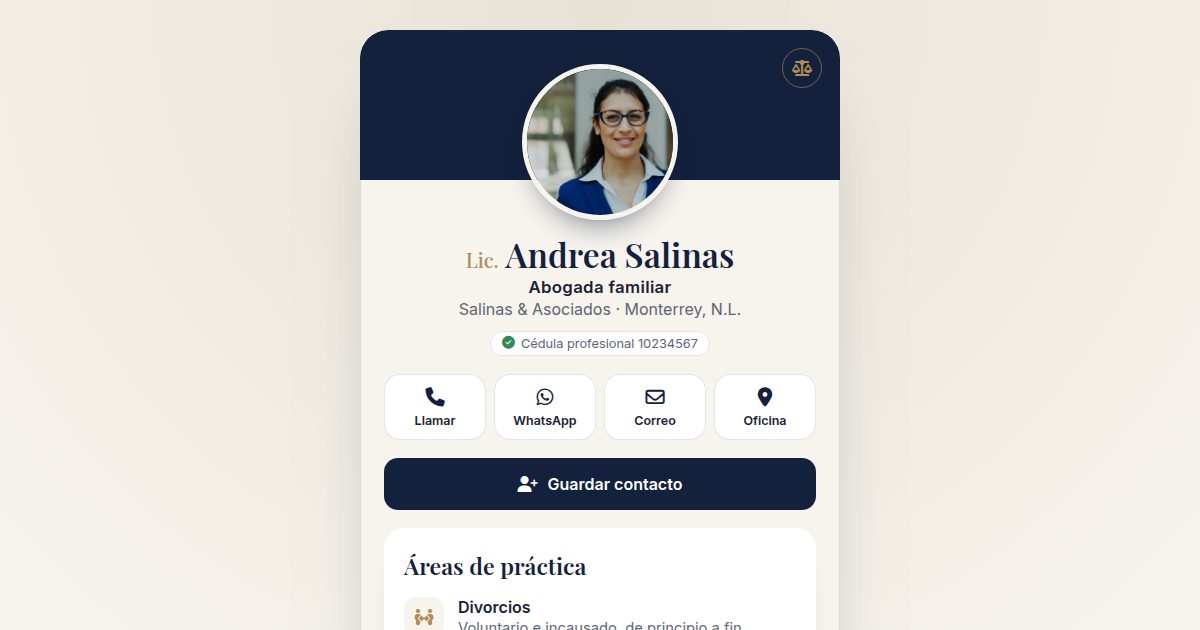 Lic. Andrea Salinas
Abogada familiar
Salinas & Asociados · Monterrey, N.L.
Cédula profesional 10234567
Llamar
WhatsApp
Correo
Oficina
Guardar contacto
Áreas de práctica
Divorcios
Voluntario e incausado, de principio a fin